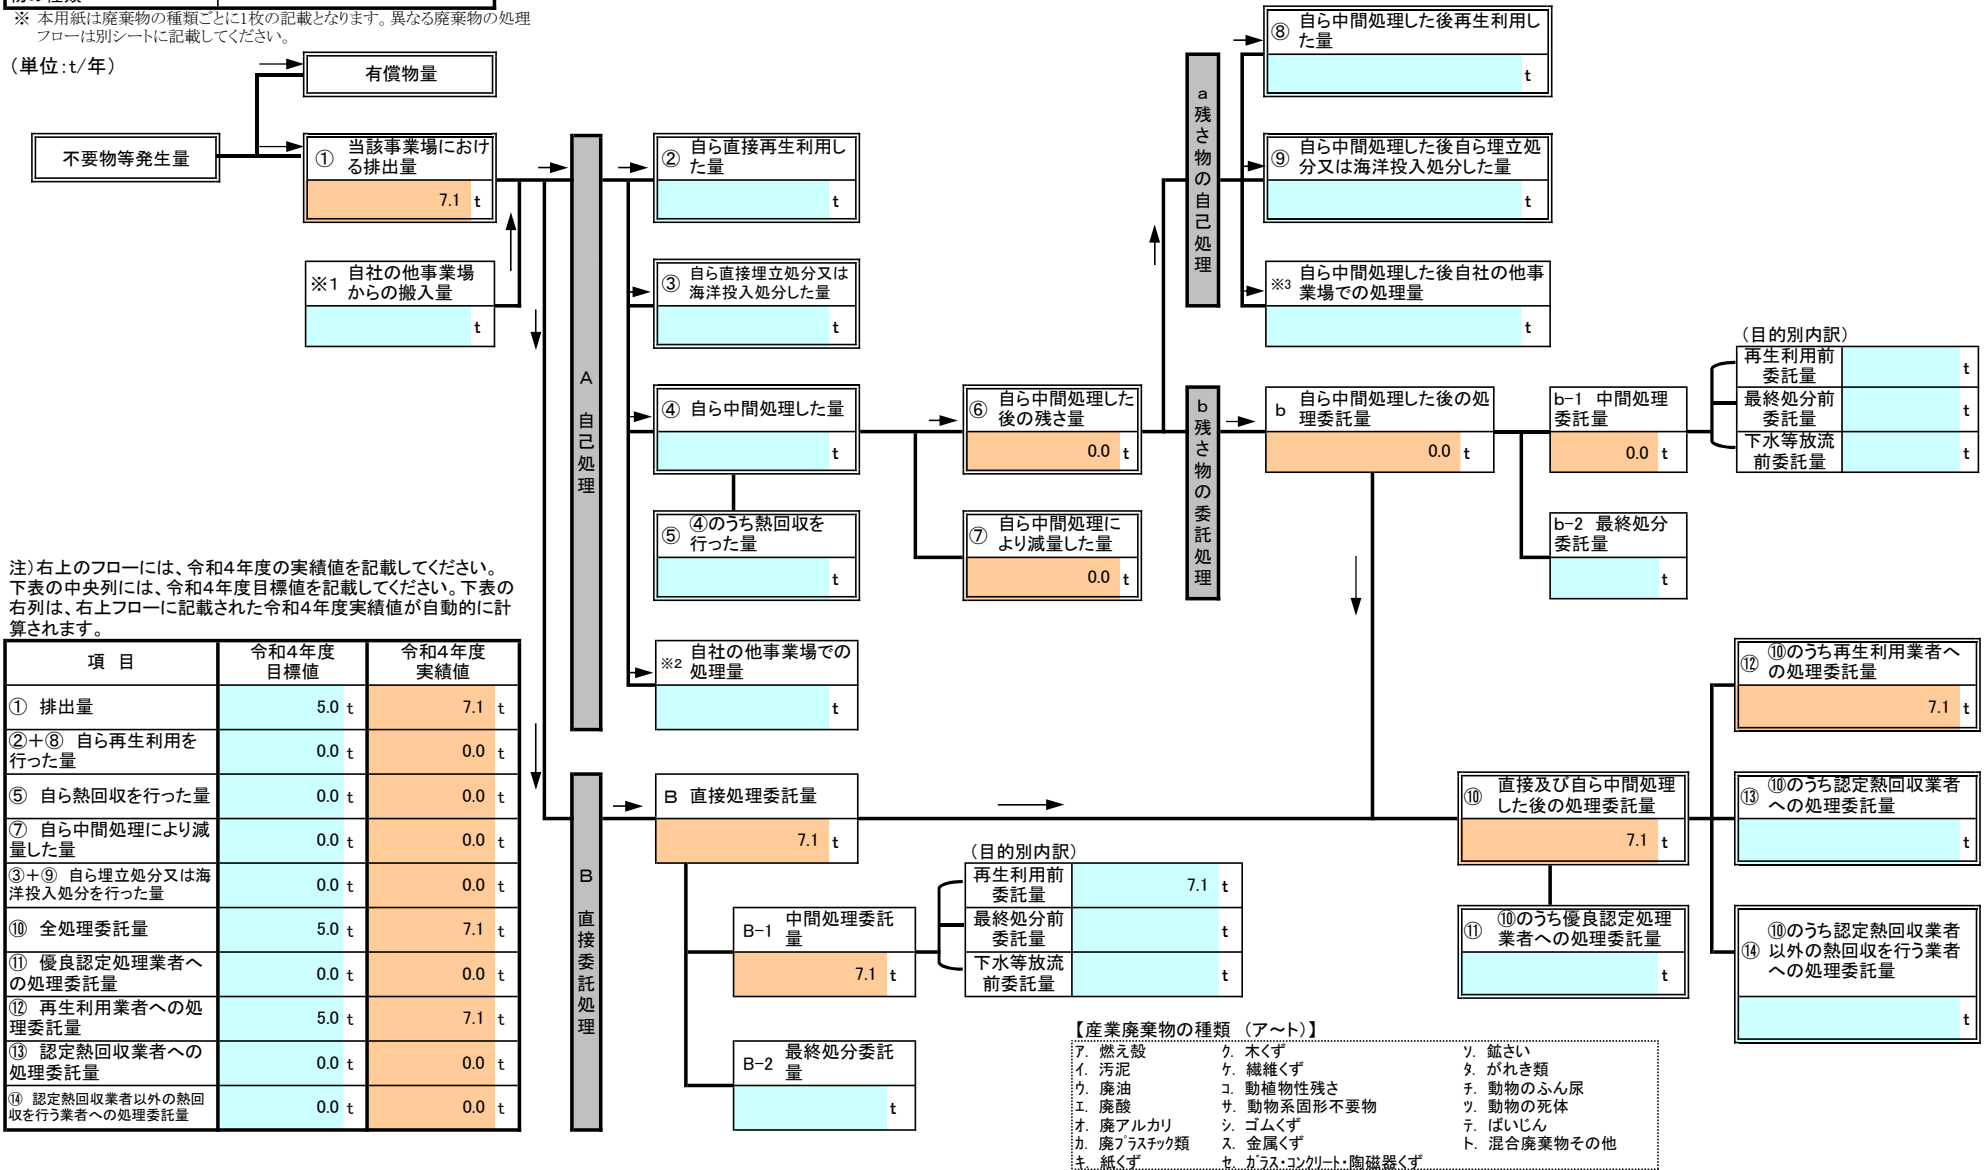 ※ 本用紙は廃棄物の種類ごとに1枚の記載となります。異なる廃棄物の処理
フローは別シートに記載してください。
（単位:t/年）
有償物量
不要物等発生量
① 当該事業場におけ
る排出量
7.1 t
※1 自社の他事業場
からの搬入量
t
A 自己処理
② 自ら直接再生利用し
た量
t
③ 自ら直接埋立処分又は
海洋投入処分した量
t
④ 自ら中間処理した量
t
⑤ ④のうち熱回収を
行った量
t
※2 自社の他事業場での
処理量
t
⑥ 自ら中間処理した
後の残さ量
0.0 t
⑦ 自ら中間処理に
より減量した量
0.0 t
a 残さ物の自己処理
⑧ 自ら中間処理した後再生利用し
た量
t
⑨ 自ら中間処理した後自ら埋立処
分又は海洋投入処分した量
t
※3 自ら中間処理した後自社の他事
業場での処理量
t
b 残さ物の委託処理
b 自ら中間処理した後の処
理委託量
0.0 t
b-1 中間処理
委託量
0.0 t
b-2 最終処分
委託量
t
（目的別内訳）
再生利用前
委託量 t
最終処分前
委託量 t
下水等放流
前委託量 t
注）右上のフローには、令和4年度の実績値を記載してください。
下表の中央列には、令和4年度目標値を記載してください。下表の
右列は、右上フローに記載された令和4年度実績値が自動的に計
算されます。
項 目 令和4年度
目標値 令和4年度
実績値
① 排出量 5.0 t 7.1 t
②＋⑧ 自ら再生利用を
行った量 0.0 t 0.0 t
⑤ 自ら熱回収を行った量 0.0 t 0.0 t
⑦ 自ら中間処理により減
量した量 0.0 t 0.0 t
③＋⑨ 自ら埋立処分又は海
洋投入処分を行った量 0.0 t 0.0 t
⑩ 全処理委託量 5.0 t 7.1 t
⑪ 優良認定処理業者へ
の処理委託量 0.0 t 0.0 t
⑫ 再生利用業者への処
理委託量 5.0 t 7.1 t
⑬ 認定熱回収業者への
処理委託量 0.0 t 0.0 t
⑭ 認定熱回収業者以外の熱回
収を行う業者への処理委託量 0.0 t 0.0 t
B 直接委託処理
B 直接処理委託量
7.1 t
B-1 中間処理委託
量
7.1 t
B-2 最終処分委託
量
t
（目的別内訳）
再生利用前
委託量 7.1 t
最終処分前
委託量 t
下水等放流
前委託量 t
⑩ 直接及び自ら中間処理
した後の処理委託量
7.1 t
⑪ ⑩のうち優良認定処理
業者への処理委託量
t
⑫ ⑩のうち再生利用業者へ
の処理委託量
7.1 t
⑬ ⑩のうち認定熱回収業者
への処理委託量
t
⑭ ⑩のうち認定熱回収業者
以外の熱回収を行う業者
への処理委託量
t
【産業廃棄物の種類 （ア～ト）】
ア. 燃え殻 ク. 木くず ソ. 鉱さい
イ. 汚泥 ケ. 繊維くず タ. がれき類
ウ. 廃油 コ. 動植物性残さ チ. 動物のふん尿
エ. 廃酸 サ. 動物系固形不要物 ツ. 動物の死体
オ. 廃アルカリ シ. ゴムくず テ. ばいじん
カ. 廃プラスチック類 ス. 金属くず ト. 混合廃棄物その他
キ. 紙くず セ. ガラス・コンクリート・陶磁器くず